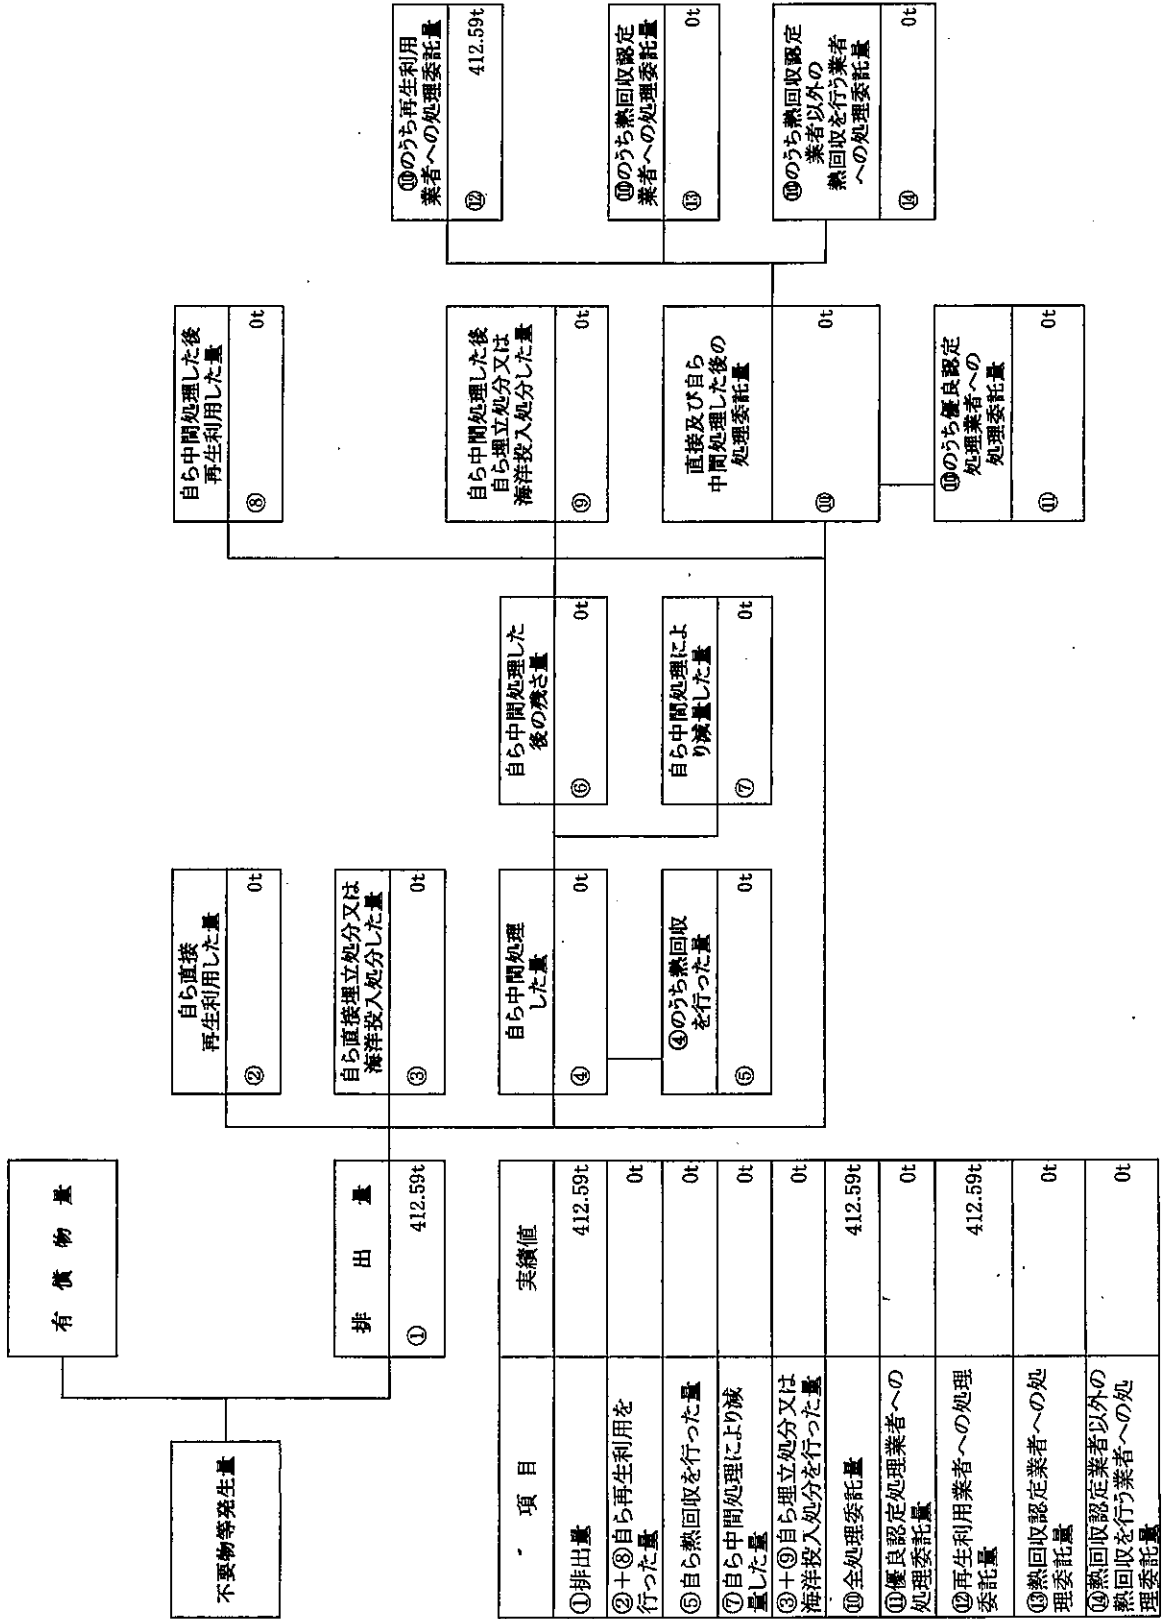 有償物量
不要物等発生量
排出量
① 412.59t
自ら直接
再生利用した量
② 0t
自ら直接埋立処分又は
海洋投入処分した量
③ 0t
自ら中間処理
した量
④ 0t
④のうち熱回収
を行った量
⑤ 0t
自ら中間処理した
後の残さ量
⑥ 0t
自ら中間処理によ
り減量した量
⑦ 0t
自ら中間処理した後
再生利用した量
⑧ 0t
自ら中間処理した後
自ら埋立処分又は
海洋投入処分した量
⑨ 0t
直接及び自ら
中間処理した後の
処理委託量
⑩ 0t
⑩のうち優良認定
処理業者への
処理委託量
⑪ 0t
⑩のうち再生利用
業者への処理委託量
⑫ 412.59t
⑩のうち熱回収認定
業者への処理委託量
⑬ 0t
⑩のうち熱回収認定
業者以外の
熱回収を行う業者
への処理委託量
⑭ 0t
項目 実績値
①排出量 412.59t
②+⑧自ら再生利用を
行った量 0t
⑤自ら熱回収を行った量 0t
⑦自ら中間処理により減
量した量 0t
③+⑨自ら埋立処分又は
海洋投入処分を行った量 0t
⑩全処理委託量 412.59t
⑪優良認定処理業者への
処理委託量 0t
⑫再生利用業者への処理
委託量 412.59t
⑬熱回収認定業者への処
理委託量 0t
⑭熱回収認定業者以外の
熱回収を行う業者への処
理委託量 0t